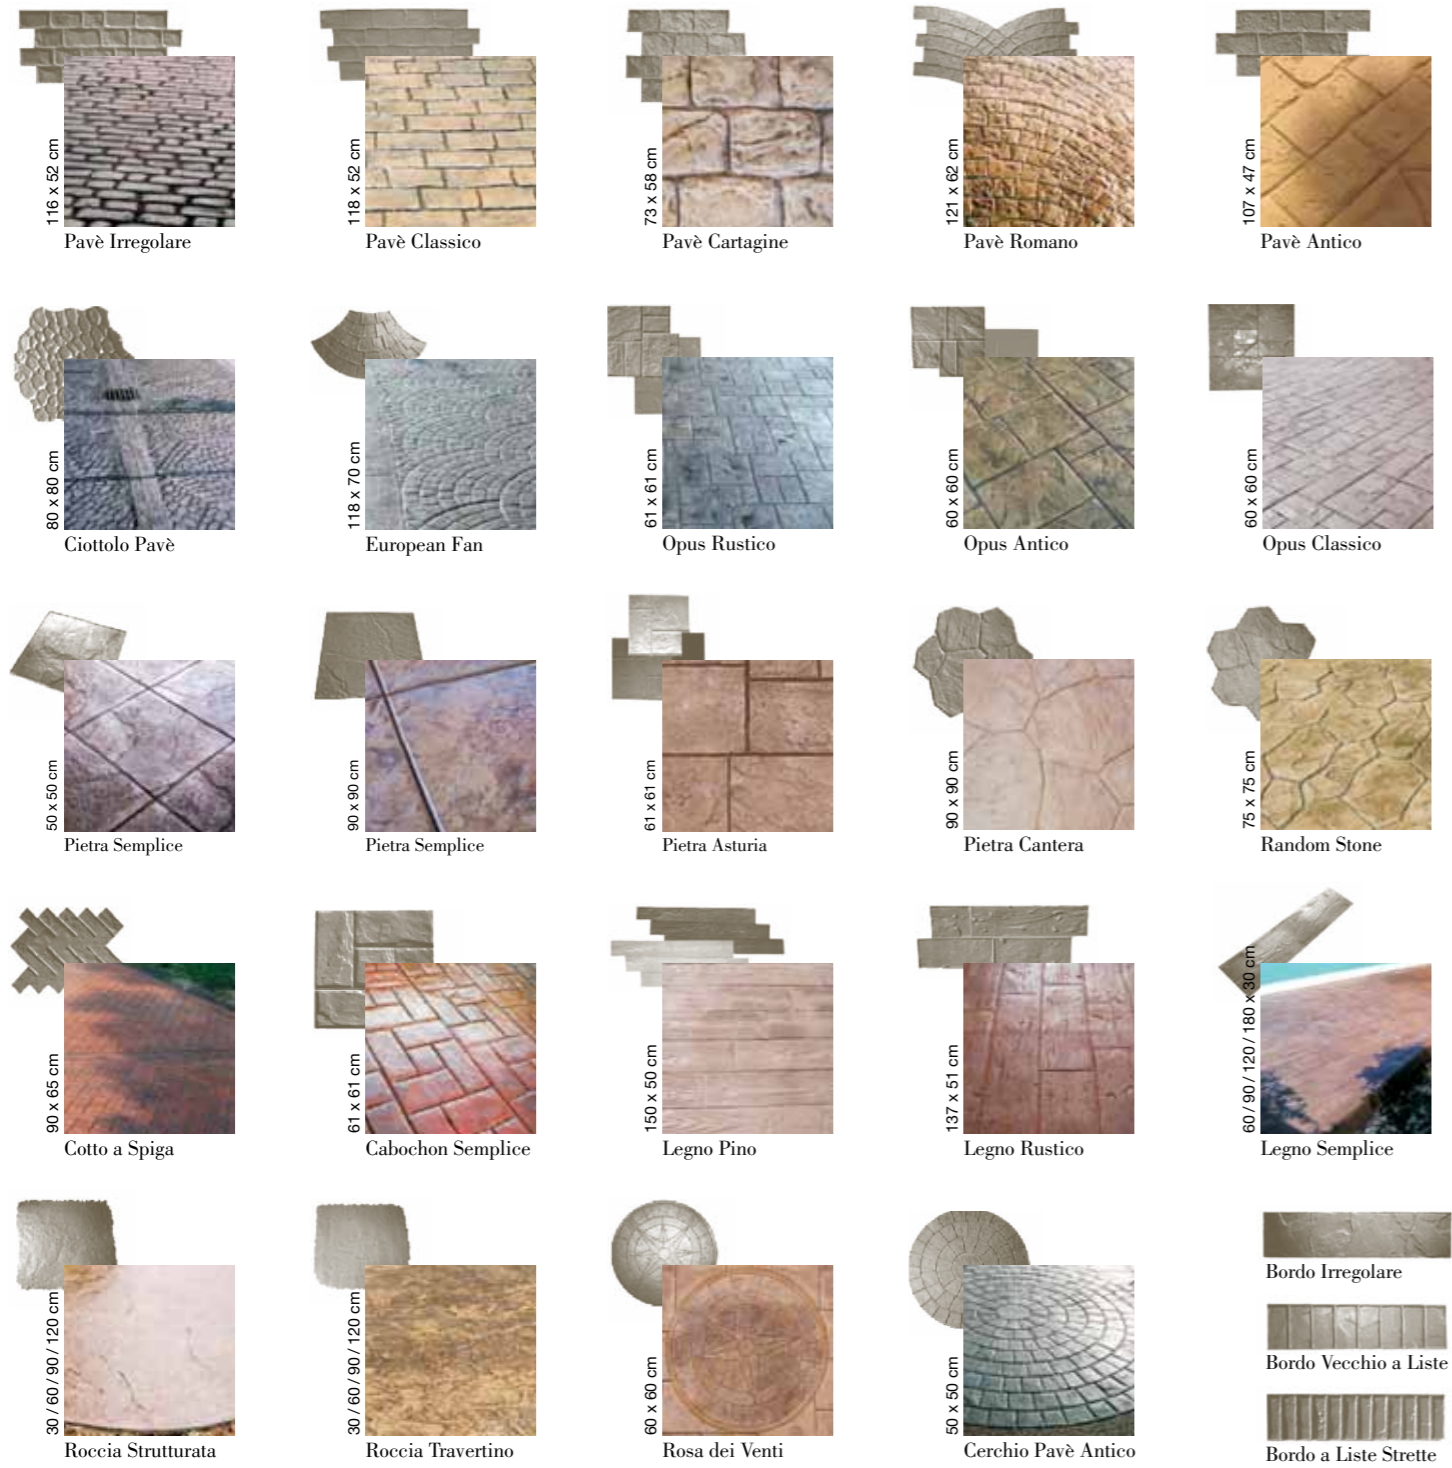 116 x 52 cm
Pavè Irregolare
118 x 52 cm
Pavè Classico
73 x 58 cm
Pavè Cartagine
121 x 62 cm
Pavè Romano
107 x 47 cm
Pavè Antico
80 x 80 cm
Ciottolo Pavè
118 x 70 cm
European Fan
61 x 61 cm
Opus Rustico
60 x 60 cm
Opus Antico
60 x 60 cm
Opus Classico
50 x 50 cm
Pietra Semplice
90 x 90 cm
Pietra Semplice
61 x 61 cm
Pietra Asturia
90 x 90 cm
Pietra Cantera
75 x 75 cm
Random Stone
90 x 65 cm
Cotto a Spiga
61 x 61 cm
Cabochon Semplice
150 x 50 cm
Legno Pino
137 x 51 cm
Legno Rustico
60 / 90 / 120 / 180 x 30 cm
Legno Semplice
30 / 60 / 90 / 120 cm
Roccia Strutturata
30 / 60 / 90 / 120 cm
Roccia Travertino
60 x 60 cm
Rosa dei Venti
50 x 50 cm
Cerchio Pavè Antico
Bordo Irregolare
Bordo Vecchio a Liste
Bordo a Liste Strette